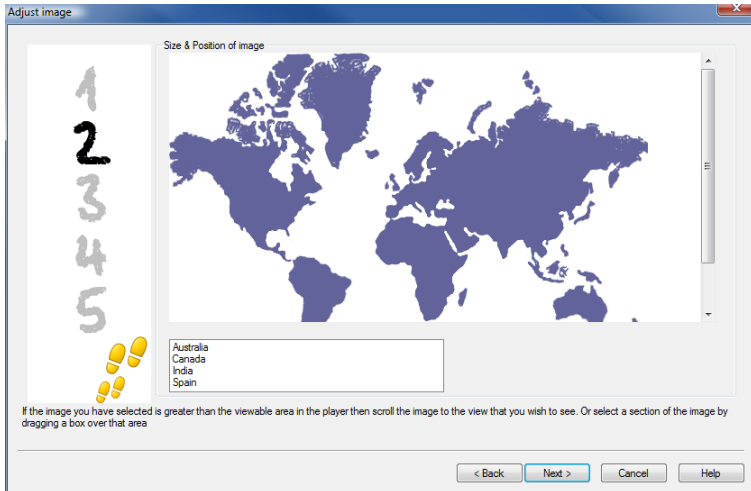 Adjust image
Size & Position of image
1
2
3
4
5
Australia
Canada
India
Spain
If the image you have selected is greater than the viewable area in the player then scroll the image to the view that you wish to see. Or select a section of the image by
dragging a box over that area
< Back
Next >
Cancel
Help